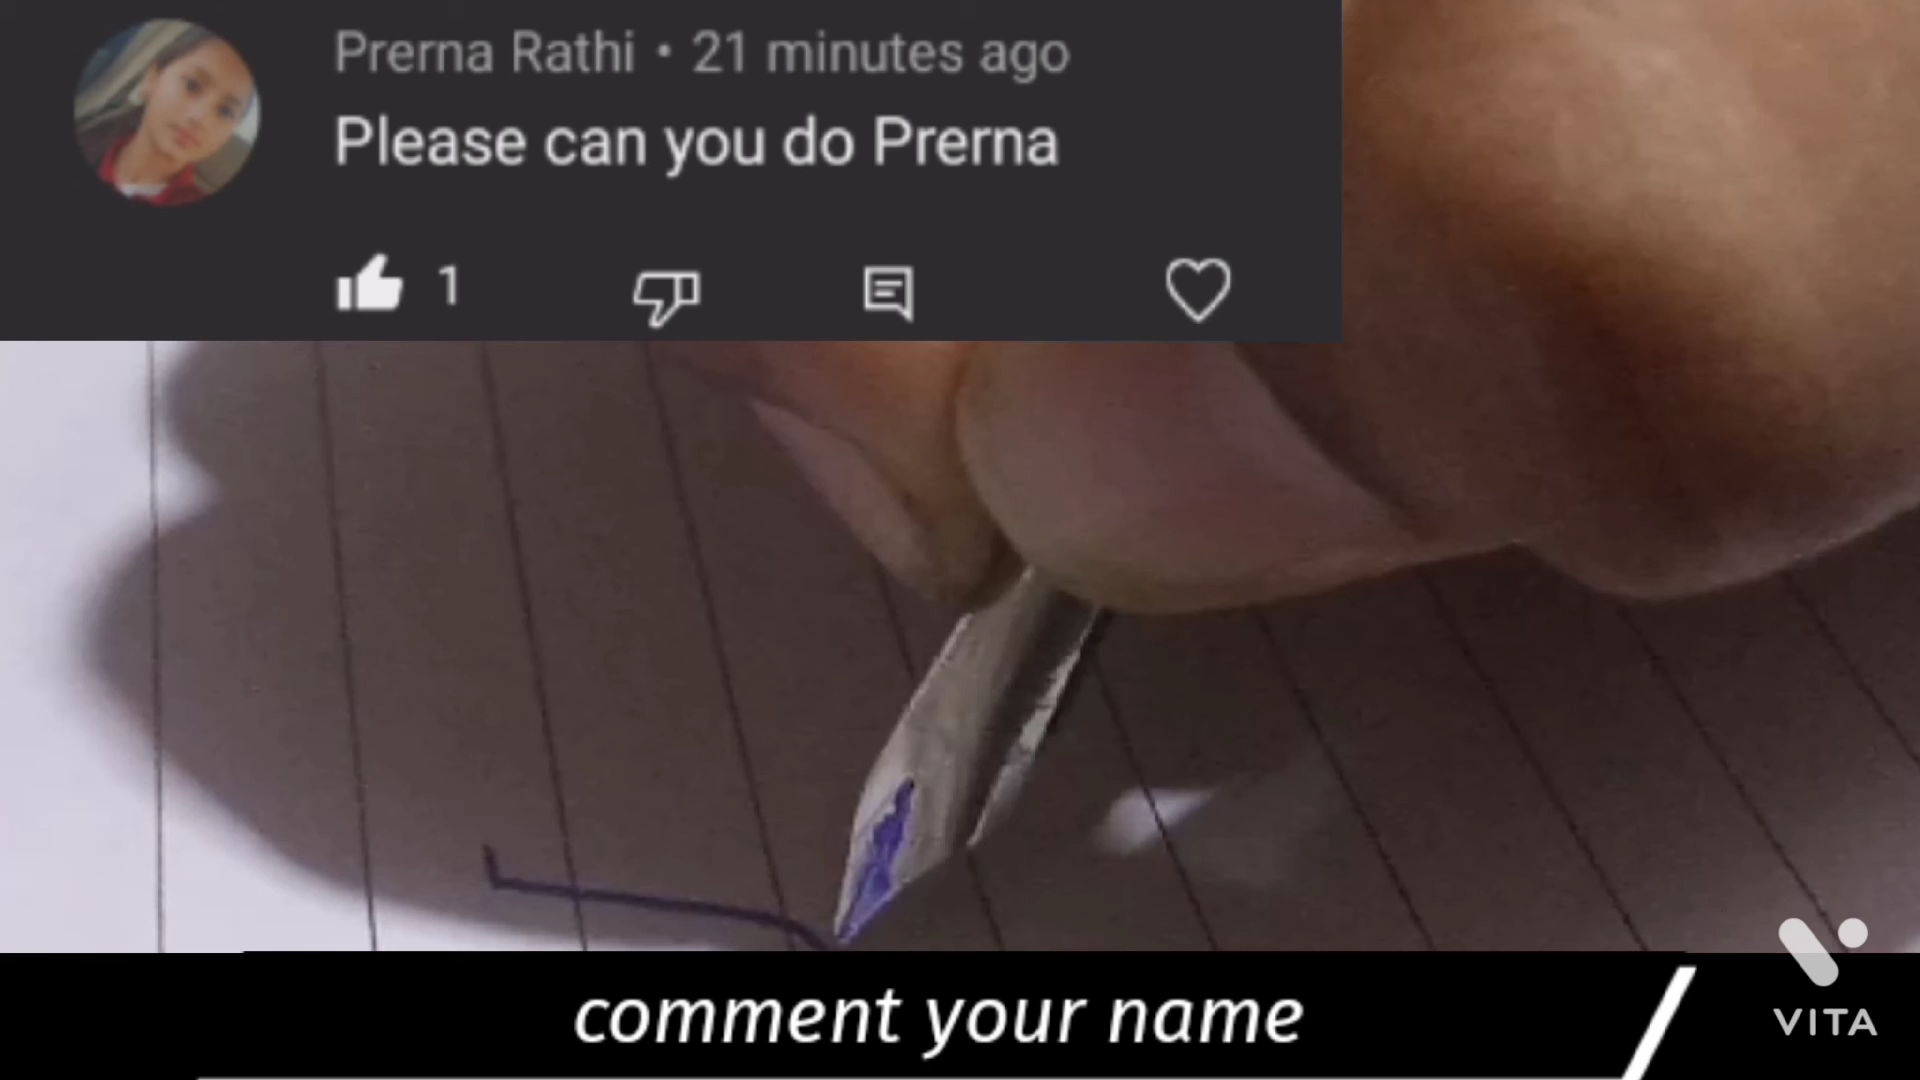 Prerna Rathi • 21 minutes ago
Please can you do Prerna
1
comment your name
VITA